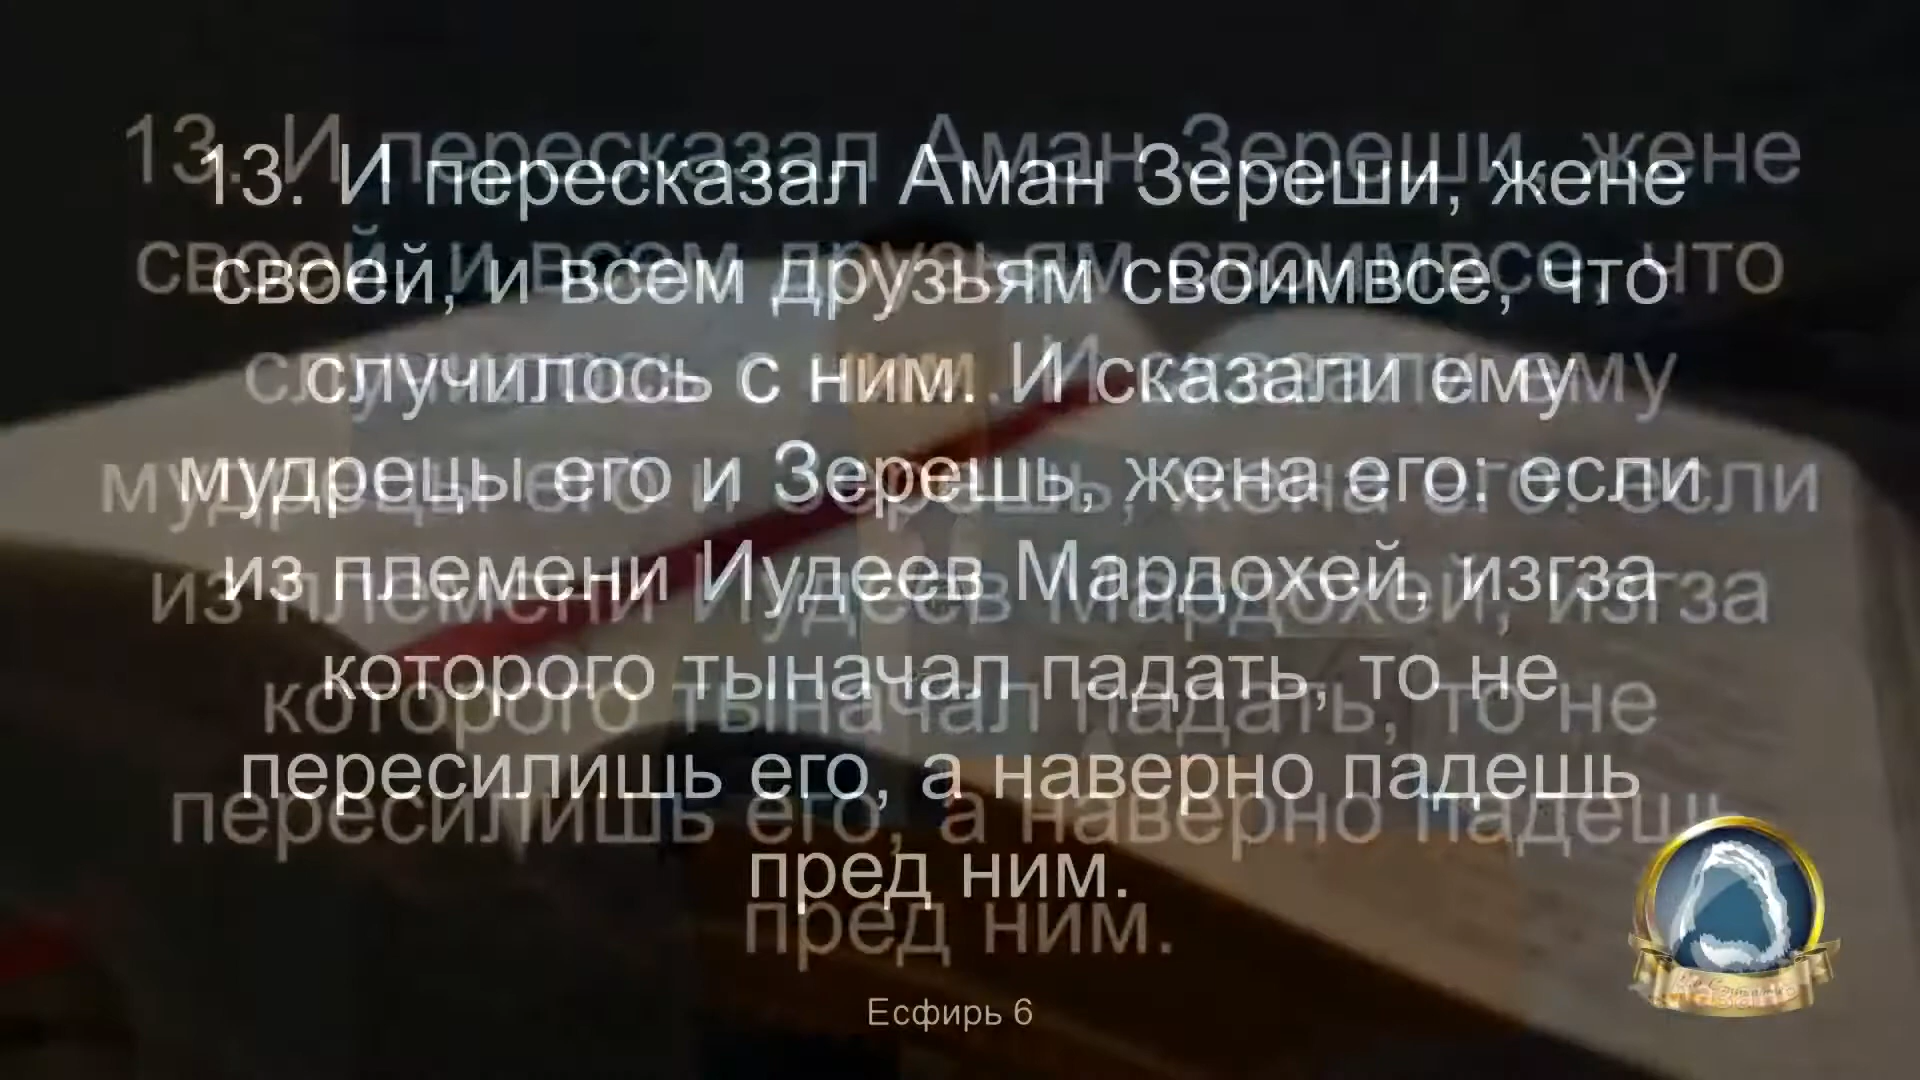 13. И пересказал Аман Зереши, жене
своей, и всем друзьям своимвсе, что
случилось с ним. И сказали ему
мудрецы его и Зерешь, жена его: если
из племени Иудеев Мардохей, изгза
которого тыначал падать, то не
пересилишь его, а наверно падешь
пред ним.
Есфирь 6